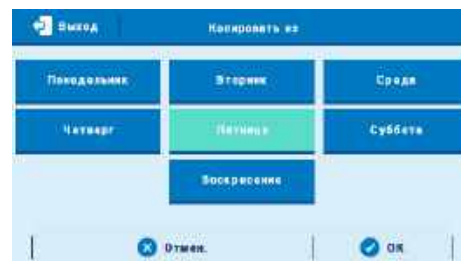 Выход Копировать из
Понедельник Вторник Среда
Четверг Пятница Суббота
Воскресение
Отмен. OK